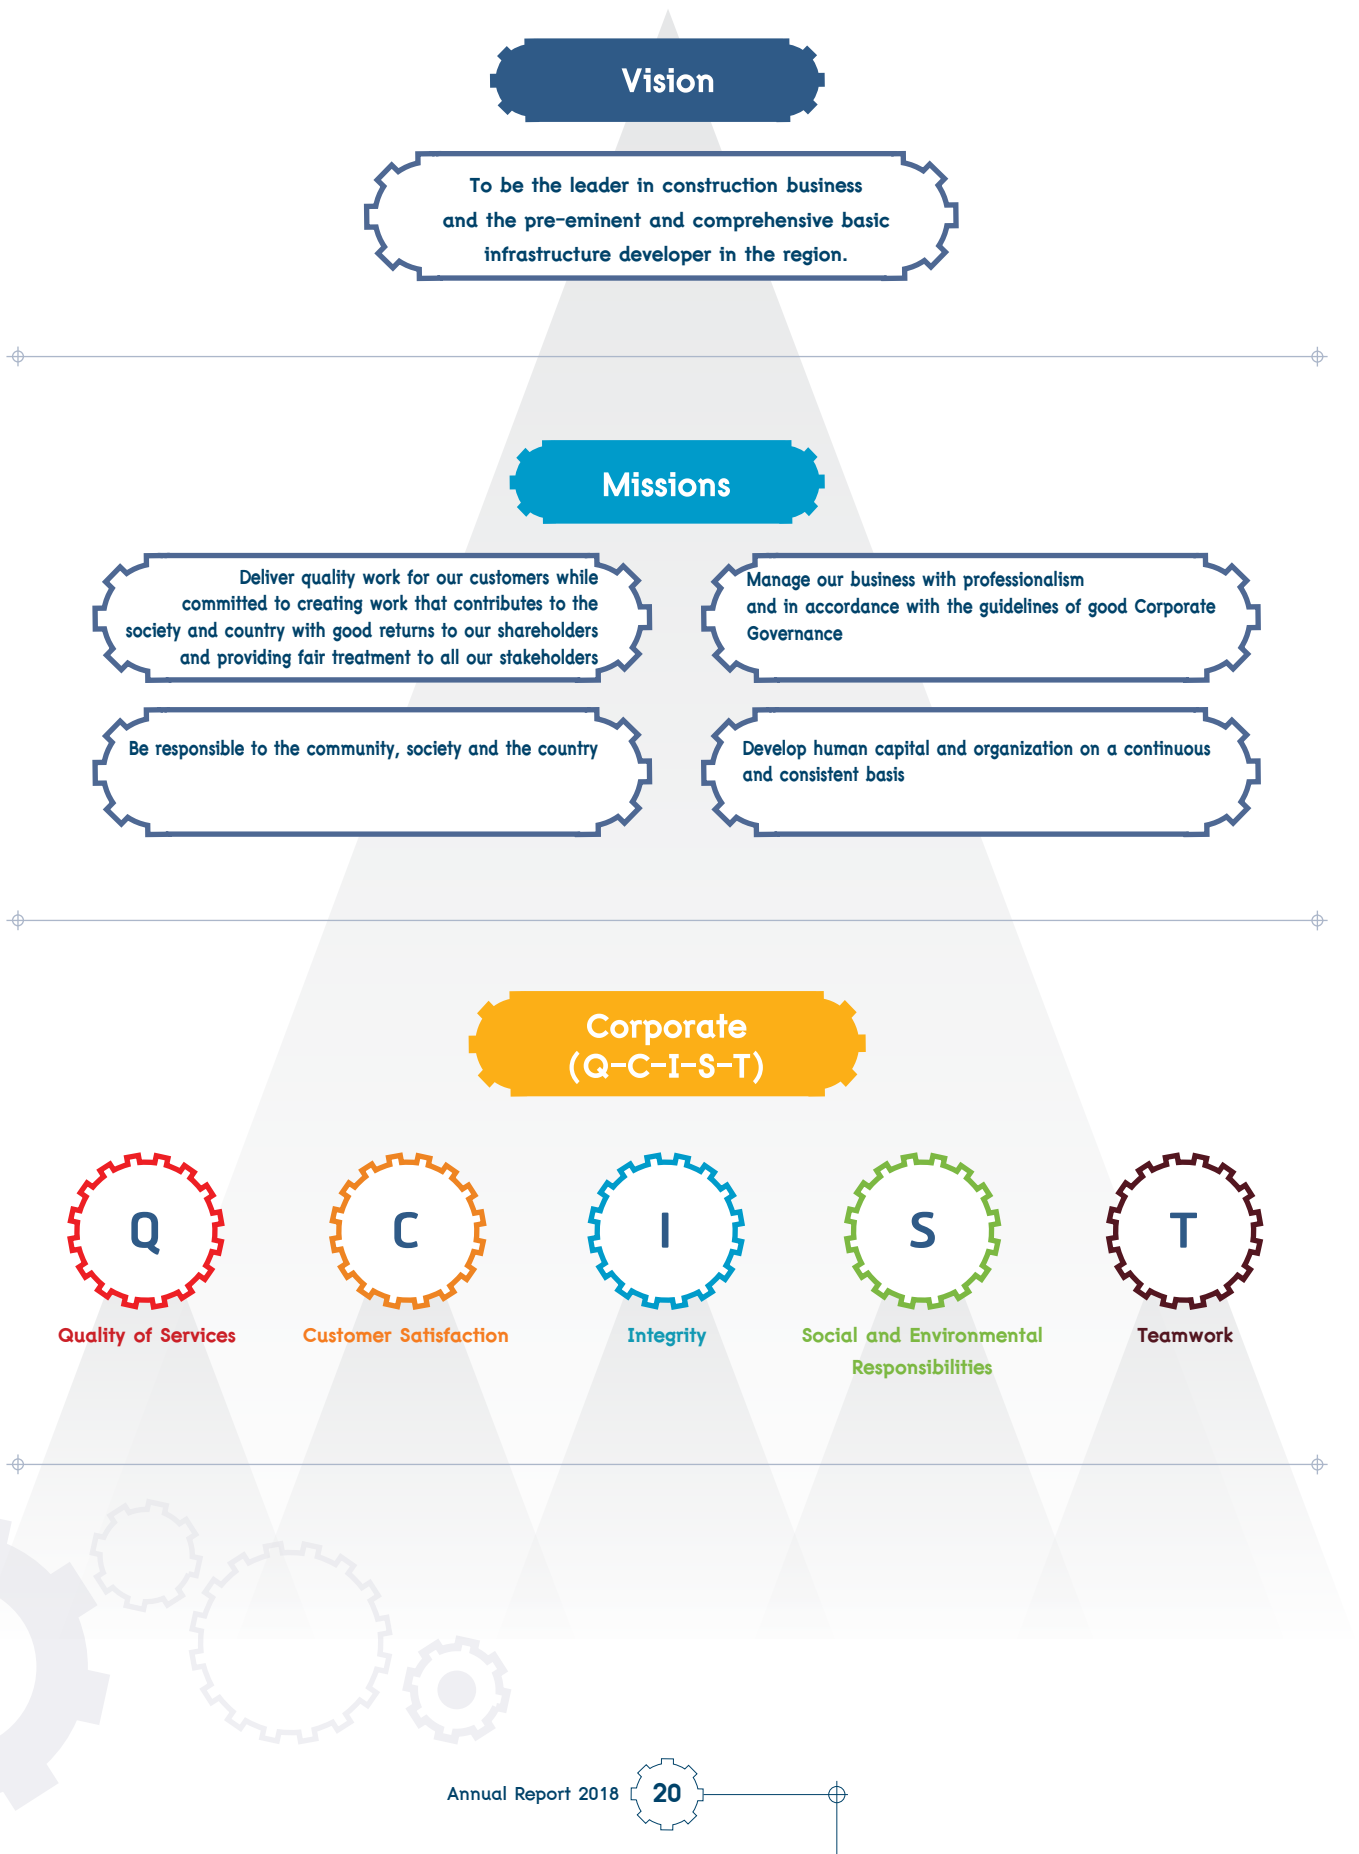 Vision
To be the leader in construction business
and the pre-eminent and comprehensive basic
infrastructure developer in the region.
Missions
Deliver quality work for our customers while
committed to creating work that contributes to the
society and country with good returns to our shareholders
and providing fair treatment to all our stakeholders
Manage our business with professionalism
and in accordance with the guidelines of good Corporate
Governance
Be responsible to the community, society and the country
Develop human capital and organization on a continuous
and consistent basis
Corporate
(Q-C-I-S-T)
Q
Quality of Services
C
Customer Satisfaction
I
Integrity
S
Social and Environmental
Responsibilities
T
Teamwork
Annual Report 2018 20